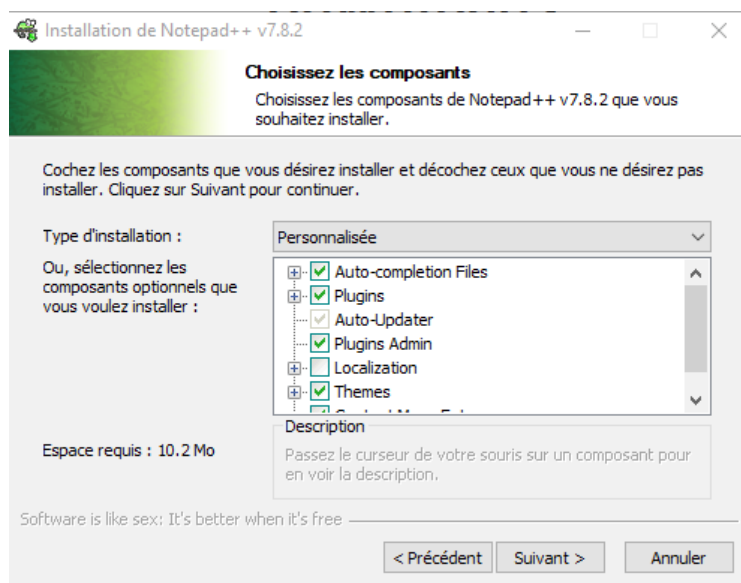 Installation de Notepad++ v7.8.2
Choisissez les composants
Choisissez les composants de Notepad++ v7.8.2 que vous
souhaitez installer.
Cochez les composants que vous désirez installer et décochez ceux que vous ne désirez pas
installer. Cliquez sur Suivant pour continuer.
Type d'installation :
Personnalisée
Ou, sélectionnez les
composants optionnels que
vous voulez installer :
Auto-completion Files
Plugins
Auto-Updater
Plugins Admin
Localization
Themes
Espace requis : 10.2 Mo
Description
Passez le curseur de votre souris sur un composant pour
en voir la description.
Software is like sex: It's better when it's free
< Précédent
Suivant >
Annuler